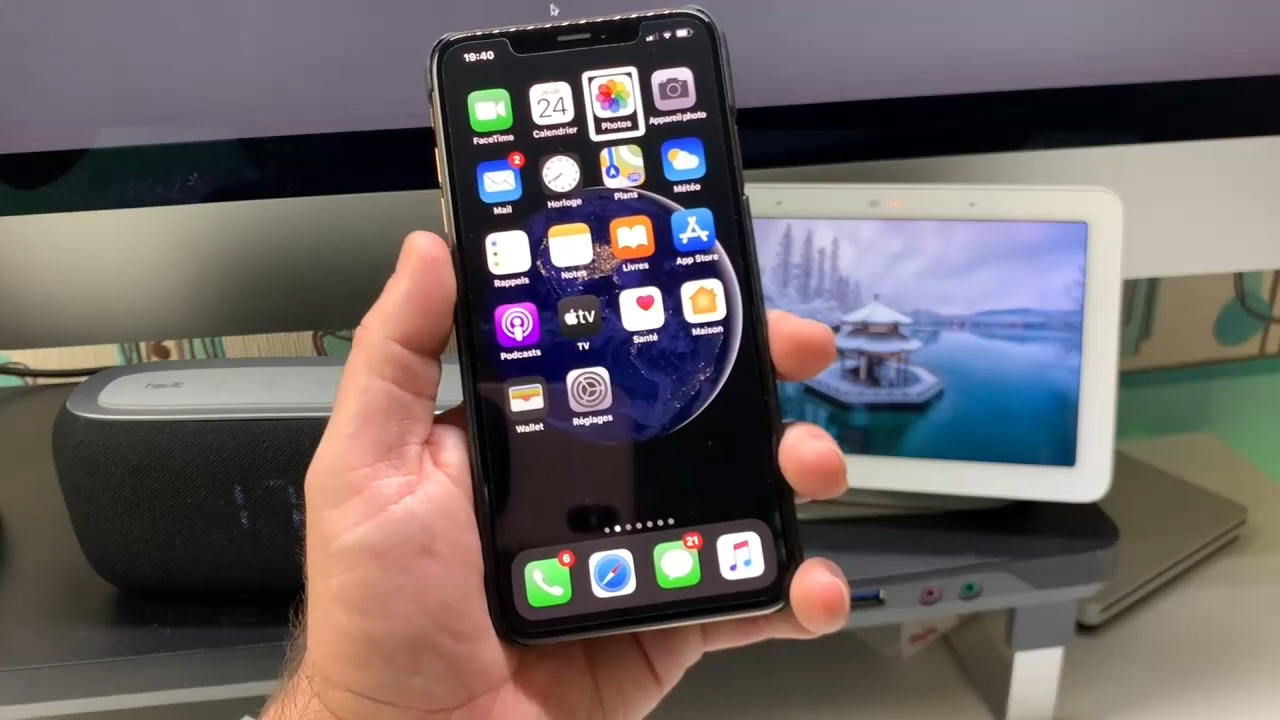 19:40
FaceTime
24
Calendrier
Photos
Appareil photo
2
Mail
Horloge
Plans
Météo
Rappels
Notes
Livres
App Store
Podcasts
tv
TV
Santé
Maison
Wallet
Réglages
6
21
havit